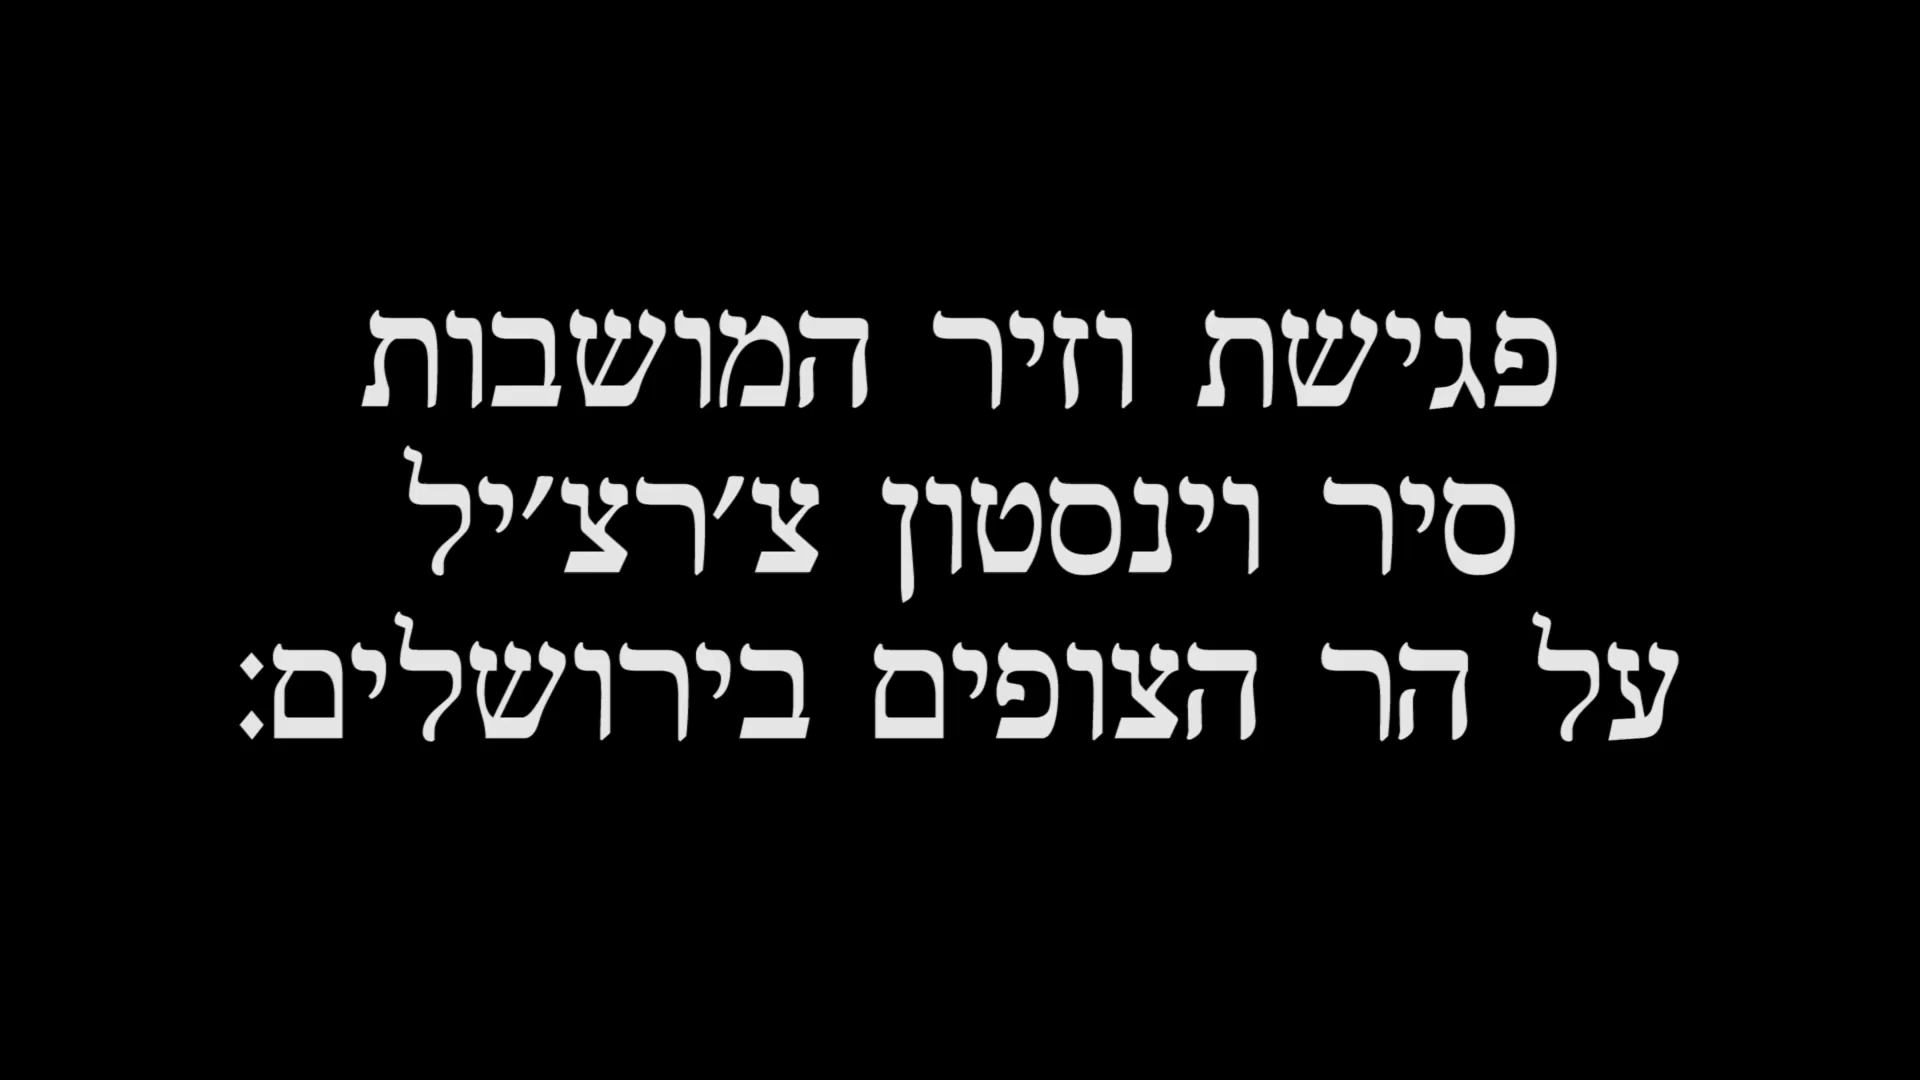 פגישת וזיר המושבות
סיר וינסטון צ׳רצ׳יל
על הר הצופים בירושלים: